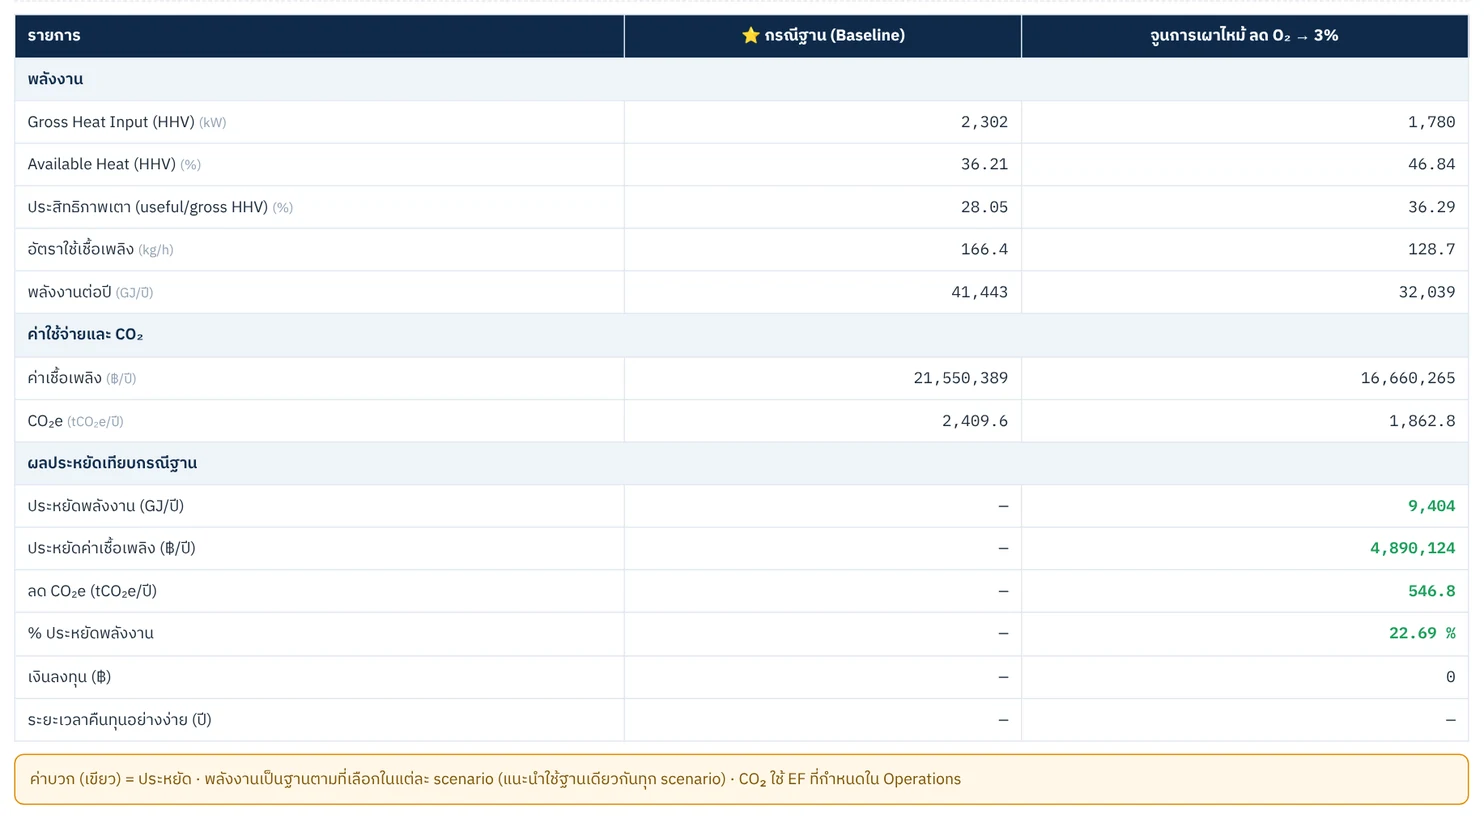 รายการ ⭐ กรณีฐาน (Baseline) จูนการเผาไหม้ ลด O₂ → 3%
พลังงาน
Gross Heat Input (HHV) (kW) 2,302 1,780
Available Heat (HHV) (%) 36.21 46.84
ประสิทธิภาพเตา (useful/gross HHV) (%) 28.05 36.29
อัตราใช้เชื้อเพลิง (kg/h) 166.4 128.7
พลังงานต่อปี (GJ/ปี) 41,443 32,039
ค่าใช้จ่ายและ CO₂
ค่าเชื้อเพลิง (฿/ปี) 21,550,389 16,660,265
CO₂e (tCO₂e/ปี) 2,409.6 1,862.8
ผลประหยัดเทียบกรณีฐาน
ประหยัดพลังงาน (GJ/ปี) — 9,404
ประหยัดค่าเชื้อเพลิง (฿/ปี) — 4,890,124
ลด CO₂e (tCO₂e/ปี) — 546.8
% ประหยัดพลังงาน — 22.69 %
เงินลงทุน (฿) — 0
ระยะเวลาคืนทุนอย่างง่าย (ปี) — —
ค่าบวก (เขียว) = ประหยัด · พลังงานเป็นฐานตามที่เลือกในแต่ละ scenario (แนะนำใช้ฐานเดียวกันทุก scenario) · CO₂ ใช้ EF ที่กำหนดใน Operations